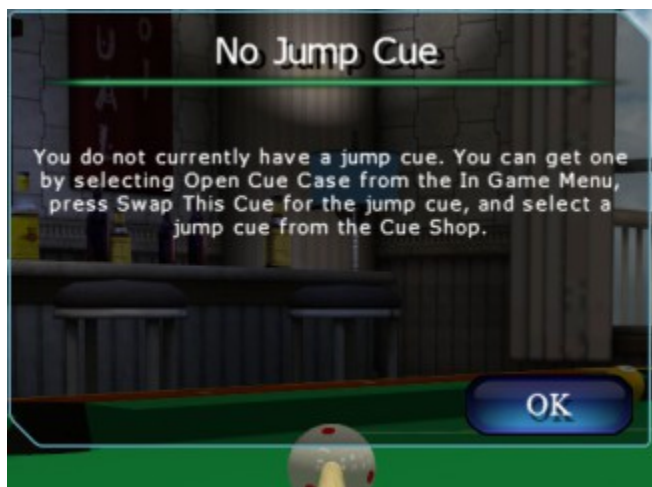 No Jump Cue
You do not currently have a jump cue. You can get one
by selecting Open Cue Case from the In Game Menu,
press Swap This Cue for the jump cue, and select a
jump cue from the Cue Shop.
OK